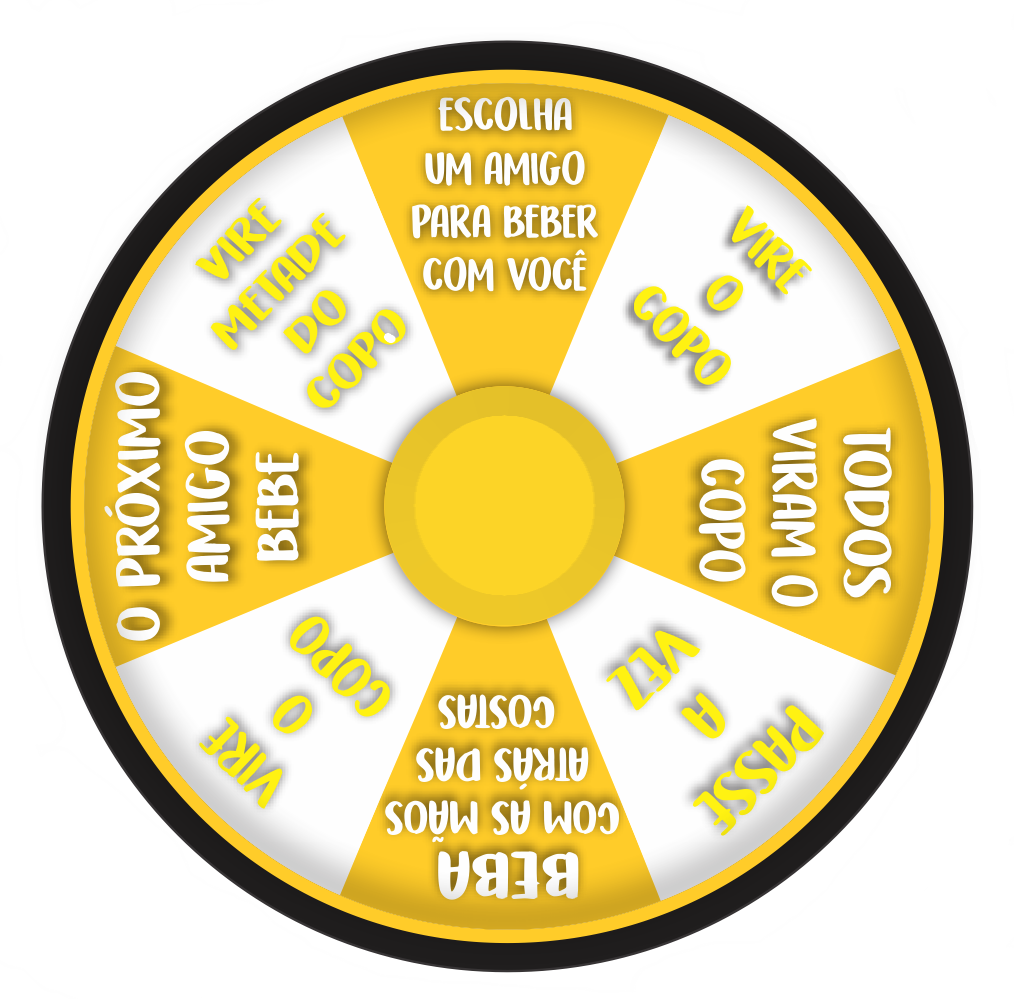 ESCOLHA
UM AMIGO
PARA BEBER
COM VOCÊ
VIRE
O
COPO
TODOS
VIRAM O
COPO
PASSE
A
VEZ
BEBA
COM AS MÃOS
ATRÁS DAS
COSTAS
VIRE
O
COPO
O PRÓXIMO
AMIGO
BEBE
VIRE
METADE
DO
COPO